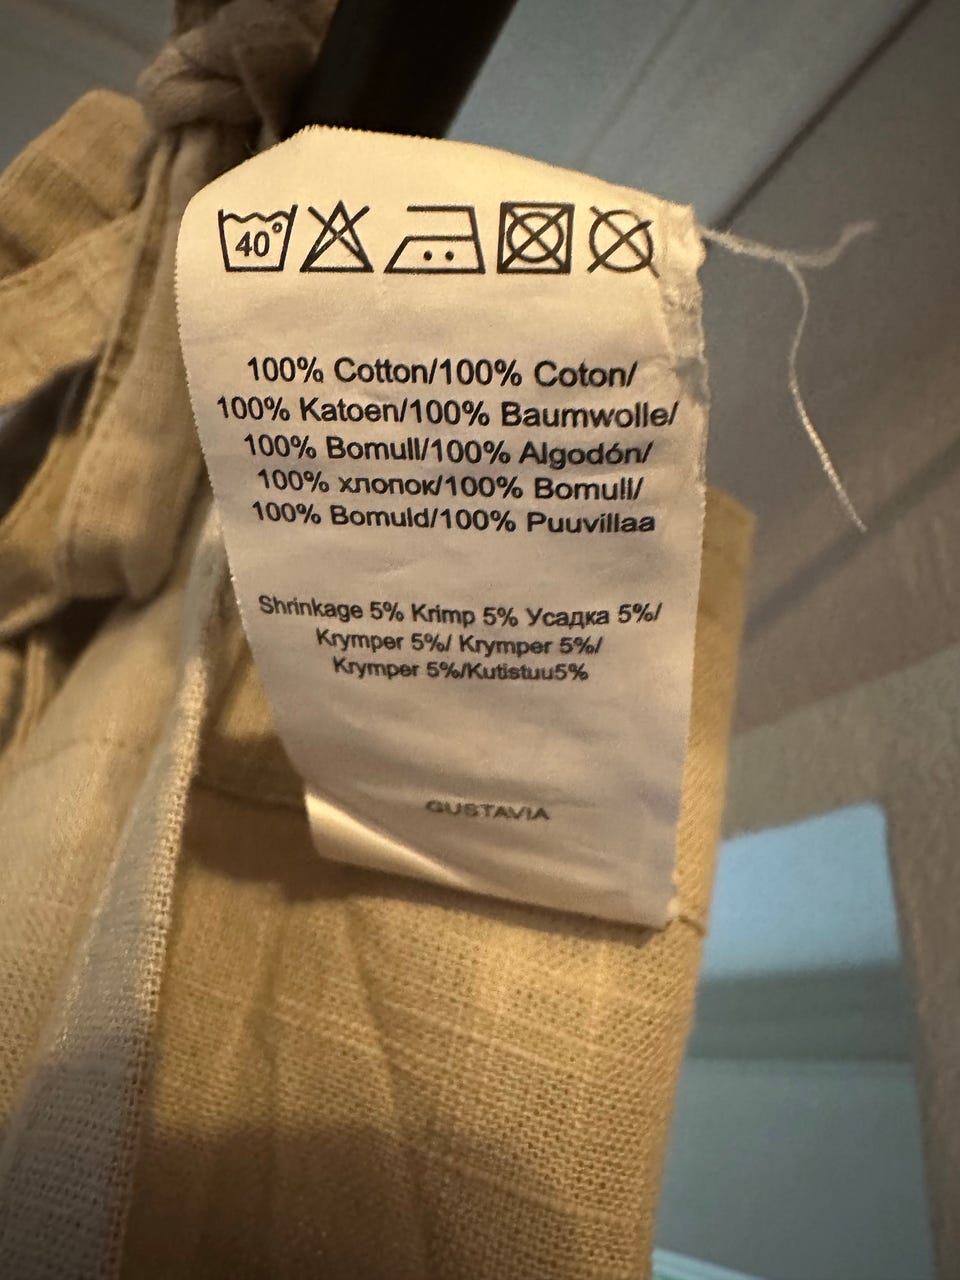 40°
100% Cotton/100% Coton/
100% Katoen/100% Baumwolle/
100% Bomull/100% Algodón/
100% хлопок/100% Bomull/
100% Bomuld/100% Puuvillaa
Shrinkage 5% Krimp 5% Усадка 5%/
Krymper 5%/ Krymper 5%/
Krymper 5%/Kutistuu5%
GUSTAVIA